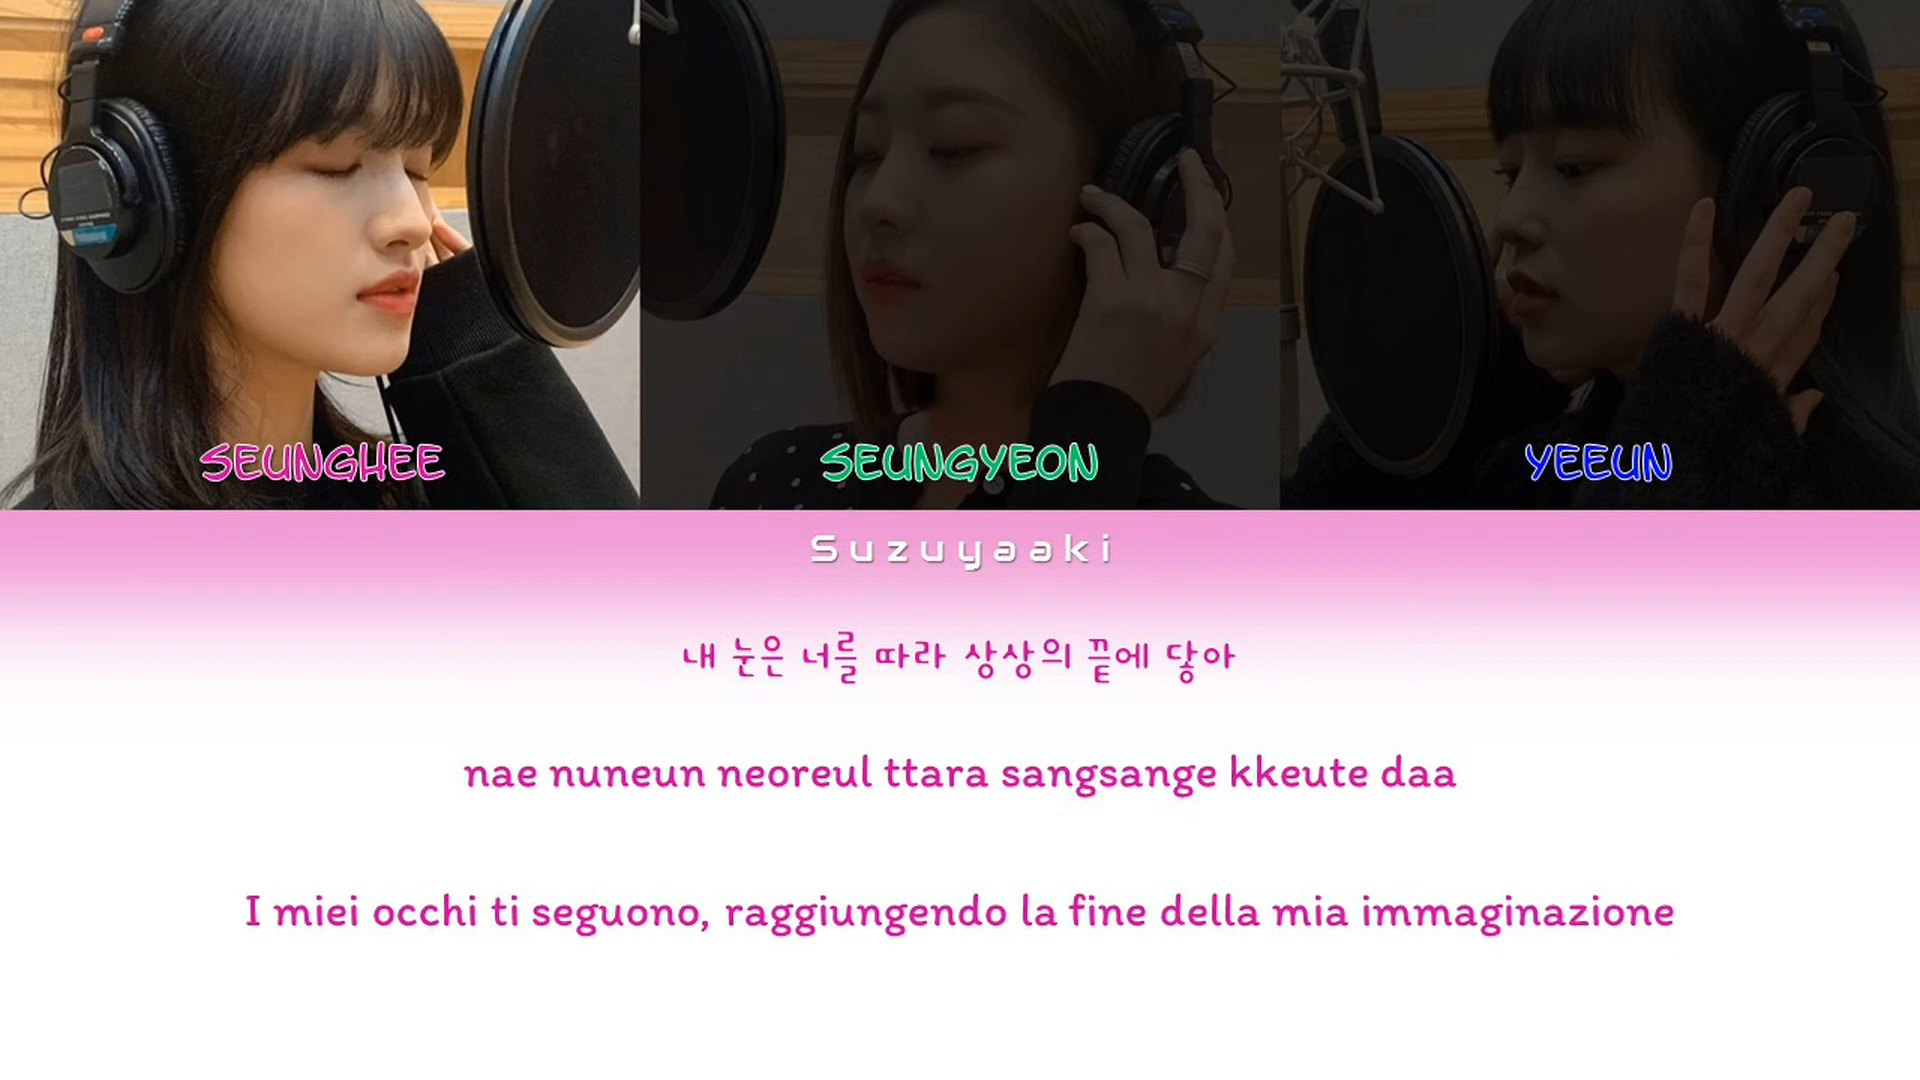 SEUNGHEE
SEUNGYEON
YEEUN
Suzuyaaki
내 눈은 너를 따라 상상의 끝에 닿아
nae nuneun neoreul ttara sangsange kkeute daa
I miei occhi ti seguono, raggiungendo la fine della mia immaginazione